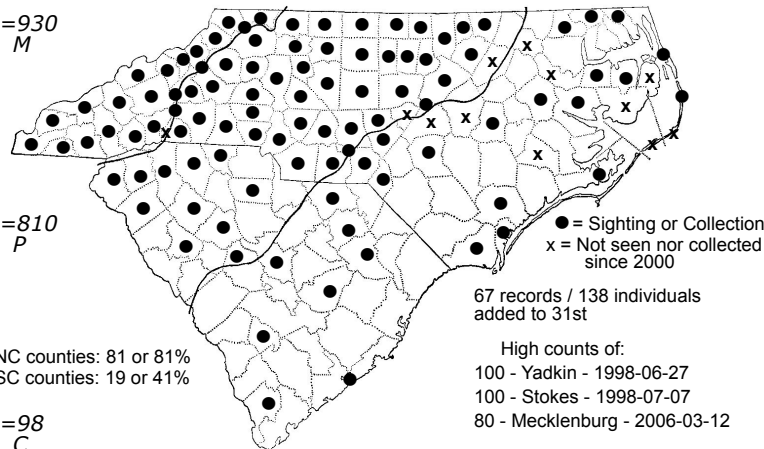 =930
M
=810
P
● = Sighting or Collection
x = Not seen nor collected
since 2000
67 records / 138 individuals
added to 31st
NC counties: 81 or 81%
SC counties: 19 or 41%
High counts of:
100 - Yadkin - 1998-06-27
100 - Stokes - 1998-07-07
80 - Mecklenburg - 2006-03-12
=98
C